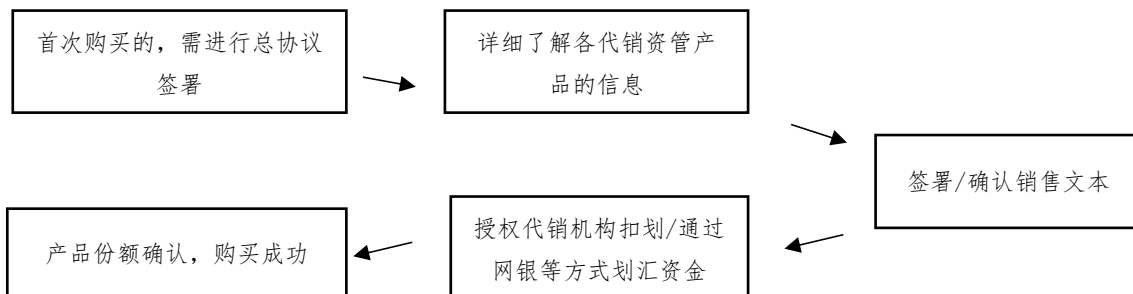 首次购买的，需进行总协议
签署
详细了解各代销资管产
品的信息
签署/确认销售文本
授权代销机构扣划/通过
网银等方式划汇资金
产品份额确认，购买成功